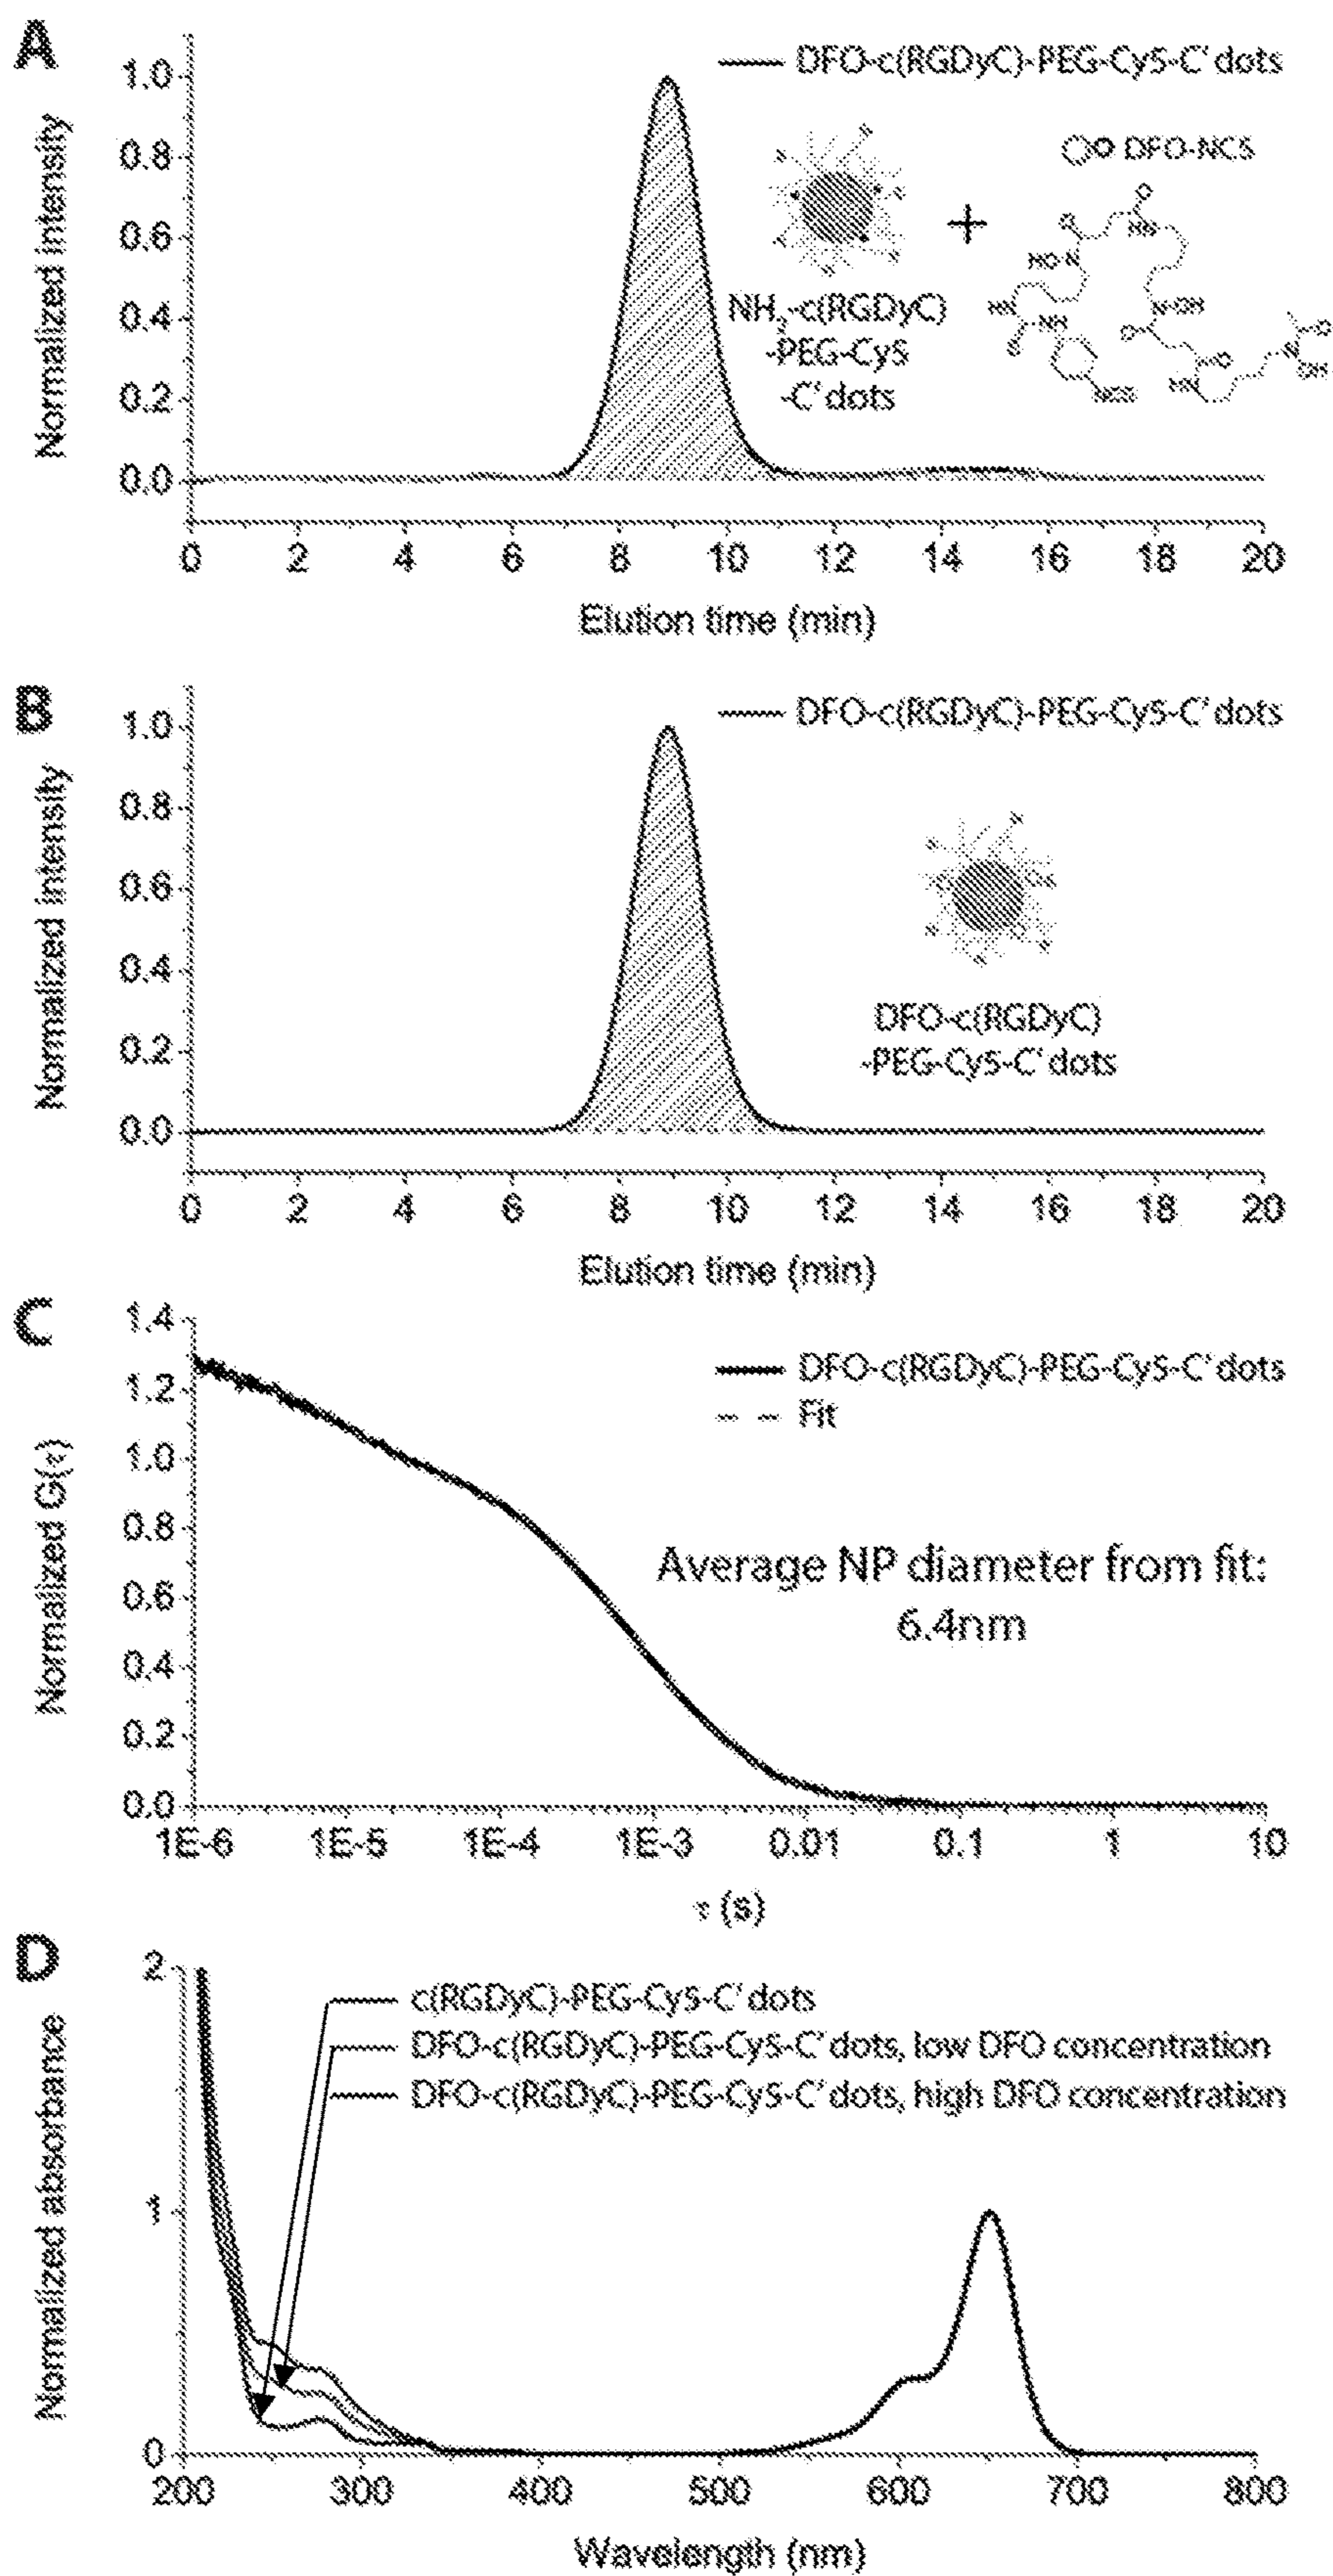 A
Normalized intensity
1.0
0.8
0.6
0.4
0.2
0.0
DFO-c(RGDyC)-PEG-Cy5-C' dots
DFO-NCS
+
NH2-c(RGDyC)
-PEG-Cy5
-C' dots
O
O
HN
HO-N
HN
N-OH
S
NH
O
O
N
O
OH
HN
NCS
0 2 4 6 8 10 12 14 16 18 20
Elution time (min)
B
Normalized intensity
1.0
0.8
0.6
0.4
0.2
0.0
DFO-c(RGDyC)-PEG-Cy5-C' dots
DFO-c(RGDyC)
-PEG-Cy5-C' dots
0 2 4 6 8 10 12 14 16 18 20
Elution time (min)
C
Normalized G(τ)
1.4
1.2
1.0
0.8
0.6
0.4
0.2
0.0
DFO-c(RGDyC)-PEG-Cy5-C' dots
Fit
Average NP diameter from fit:
6.4nm
1E-6 1E-5 1E-4 1E-3 0.01 0.1 1 10
τ (s)
D
Normalized absorbance
2
1
0
c(RGDyC)-PEG-Cy5-C' dots
DFO-c(RGDyC)-PEG-Cy5-C' dots, low DFO concentration
DFO-c(RGDyC)-PEG-Cy5-C' dots, high DFO concentration
200 300 400 500 600 700 800
Wavelength (nm)